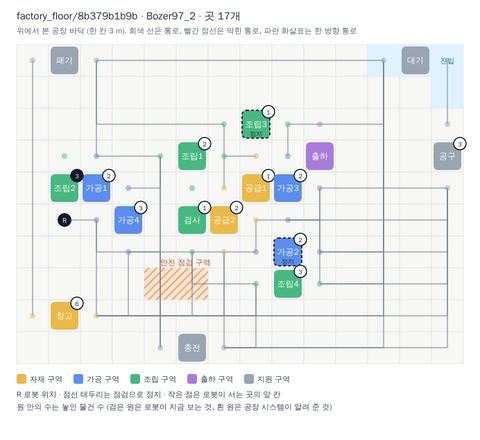 factory_floor/8b379b1b9b · Bozer97_2 · 곳 17개
위에서 본 공장 바닥 (한 칸 3 m). 회색 선은 통로, 빨간 점선은 막힌 통로, 파란 화살표는 한 방향 통로
폐기
대기
진입
조립3
1
정지
조립1
2
출하
공구
3
조립2
3
가공1
2
공급1
1
가공3
2
R
가공4
3
검사
1
공급2
2
가공2
2
정지
안전 점검 구역
조립4
3
창고
6
충전
자재 구역
가공 구역
조립 구역
출하 구역
지원 구역
R 로봇 위치 · 점선 테두리는 점검으로 정지 · 작은 점은 로봇이 서는 곳의 앞 칸
원 안의 수는 놓인 물건 수 (검은 원은 로봇이 지금 보는 것, 흰 원은 공장 시스템이 알려 준 것)